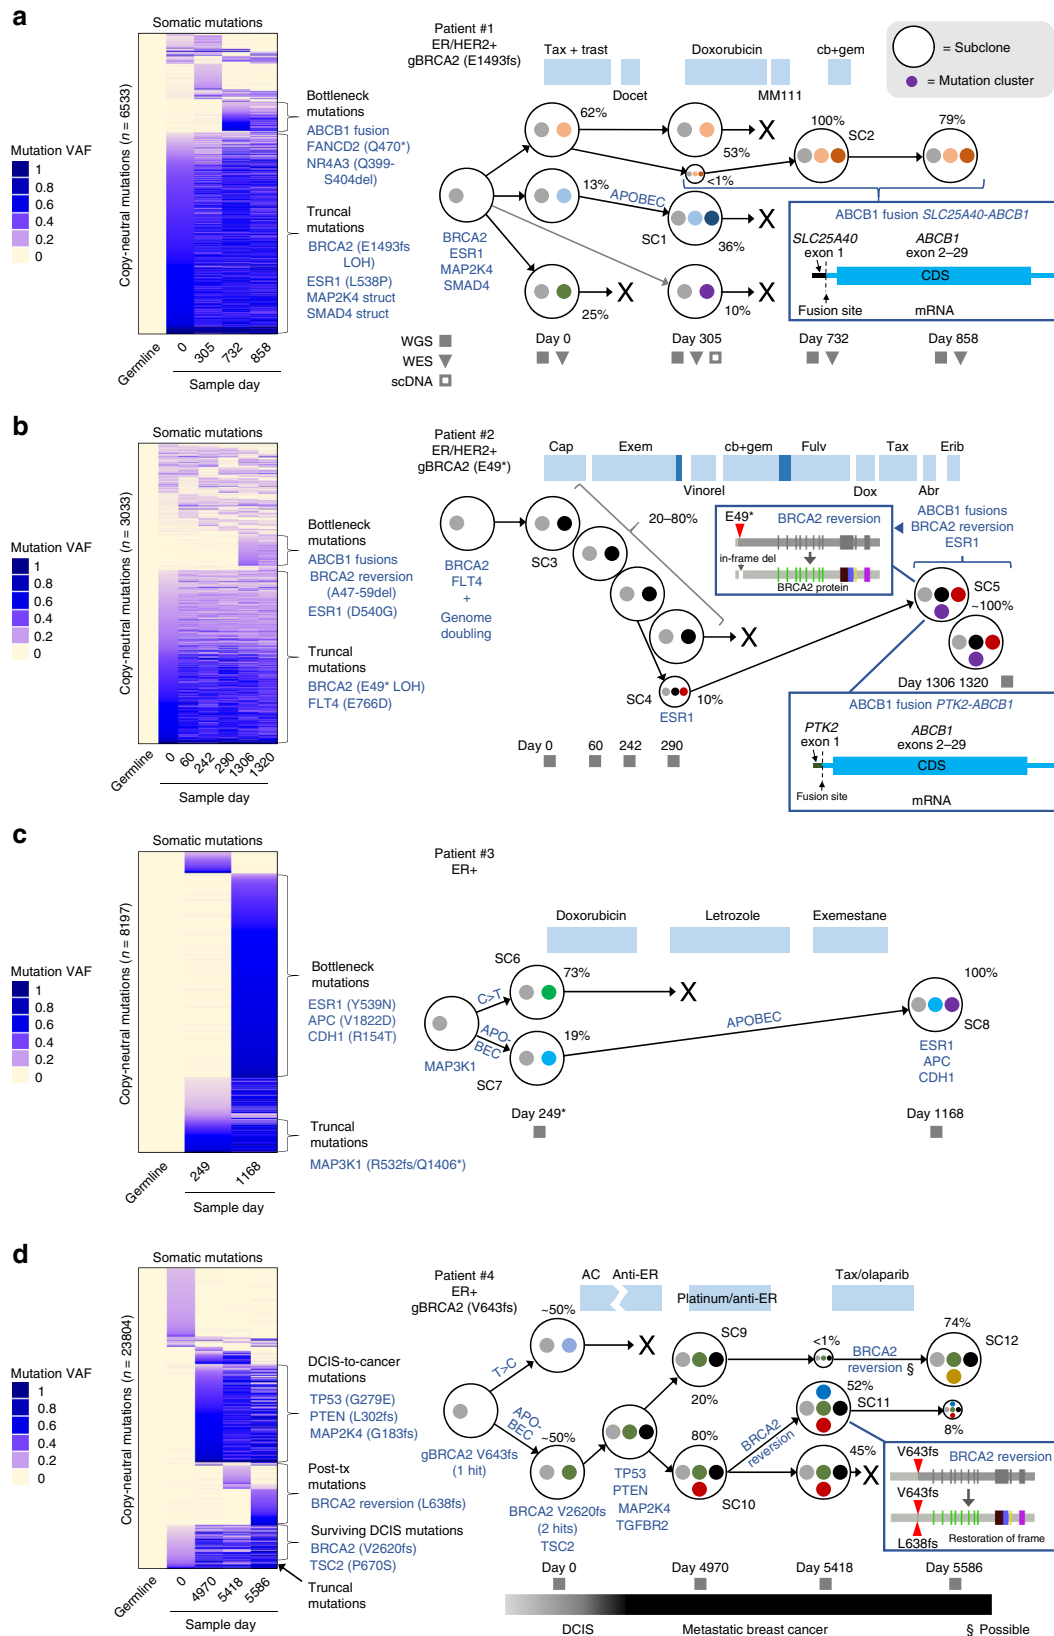 a
Somatic mutations
Copy-neutral mutations (n = 6533)
Mutation VAF
1
0.8
0.6
0.4
0.2
0
Germline
0
305
732
858
Sample day
Bottleneck
mutations
ABCB1 fusion
FANCD2 (Q470*)
NR4A3 (Q399-
S404del)
Truncal
mutations
BRCA2 (E1493fs
LOH)
ESR1 (L538P)
MAP2K4 struct
SMAD4 struct
Patient #1
ER/HER2+
gBRCA2 (E1493fs)
Tax + trast
Docet
Doxorubicin
MM111
cb+gem
= Subclone
= Mutation cluster
62%
53%
<1%
100%
SC2
79%
13%
APOBEC
SC1
36%
25%
10%
X
X
X
X
BRCA2
ESR1
MAP2K4
SMAD4
ABCB1 fusion SLC25A40-ABCB1
SLC25A40
exon 1
ABCB1
exon 2–29
CDS
Fusion site
mRNA
WGS
WES
scDNA
Day 0
Day 305
Day 732
Day 858
b
Somatic mutations
Copy-neutral mutations (n = 3033)
Mutation VAF
1
0.8
0.6
0.4
0.2
0
Germline
0
60
242
290
1306
1320
Sample day
Bottleneck
mutations
ABCB1 fusions
BRCA2 reversion
(A47-59del)
ESR1 (D540G)
Truncal
mutations
BRCA2 (E49* LOH)
FLT4 (E766D)
Patient #2
ER/HER2+
gBRCA2 (E49*)
Cap
Exem
Vinorel
cb+gem
Fulv
Dox
Tax
Abr
Erib
BRCA2
FLT4
+
Genome
doubling
SC3
20–80%
X
SC4
10%
ESR1
E49*
BRCA2 reversion
in-frame del
BRCA2 protein
ABCB1 fusions
BRCA2 reversion
ESR1
SC5
~100%
Day 1306 1320
Day 0
60
242
290
ABCB1 fusion PTK2-ABCB1
PTK2
exon 1
ABCB1
exons 2–29
CDS
Fusion site
mRNA
c
Somatic mutations
Copy-neutral mutations (n = 8197)
Mutation VAF
1
0.8
0.6
0.4
0.2
0
Germline
249
1168
Sample day
Bottleneck
mutations
ESR1 (Y539N)
APC (V1822D)
CDH1 (R154T)
Truncal
mutations
MAP3K1 (R532fs/Q1406*)
Patient #3
ER+
Doxorubicin
Letrozole
Exemestane
SC6
73%
X
C>T
APO-
BEC
MAP3K1
SC7
19%
APOBEC
100%
SC8
ESR1
APC
CDH1
Day 249*
Day 1168
d
Somatic mutations
Copy-neutral mutations (n = 23804)
Mutation VAF
1
0.8
0.6
0.4
0.2
0
Germline
0
4970
5418
5586
Sample day
DCIS-to-cancer
mutations
TP53 (G279E)
PTEN (L302fs)
MAP2K4 (G183fs)
Post-tx
mutations
BRCA2 reversion (L638fs)
Surviving DCIS mutations
BRCA2 (V2620fs)
TSC2 (P670S)
Truncal
mutations
Patient #4
ER+
gBRCA2 (V643fs)
AC
Anti-ER
Platinum/anti-ER
Tax/olaparib
~50%
X
T>C
APO-
BEC
gBRCA2 V643fs
(1 hit)
~50%
BRCA2 V2620fs
(2 hits)
TSC2
TP53
PTEN
MAP2K4
TGFBR2
SC9
20%
80%
SC10
<1%
BRCA2
reversion §
74%
SC12
BRCA2
reversion
52%
SC11
8%
45%
X
V643fs
BRCA2 reversion
V643fs
L638fs
Restoration of frame
Day 0
Day 4970
Day 5418
Day 5586
DCIS
Metastatic breast cancer
§ Possible